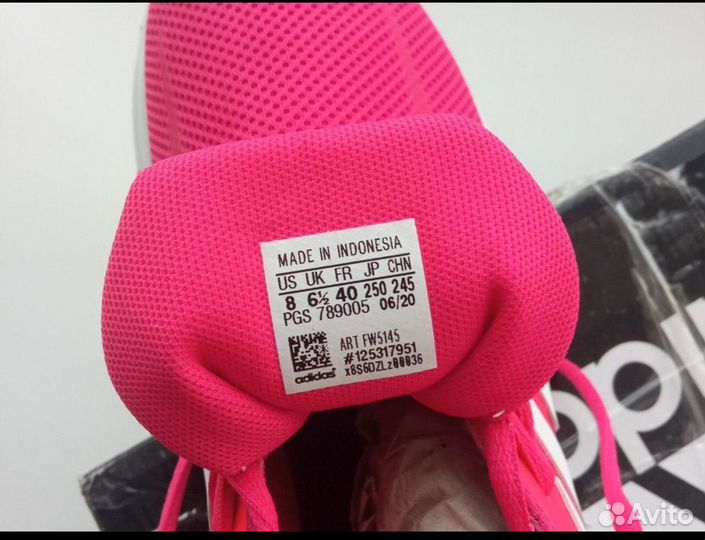 MADE IN INDONESIA
US UK FR JP CHN
8 6½ 40 250 245
PGS 789005 06/20
ART FW5145
#125317951
x8S6DZLz00036
adidas
Avito